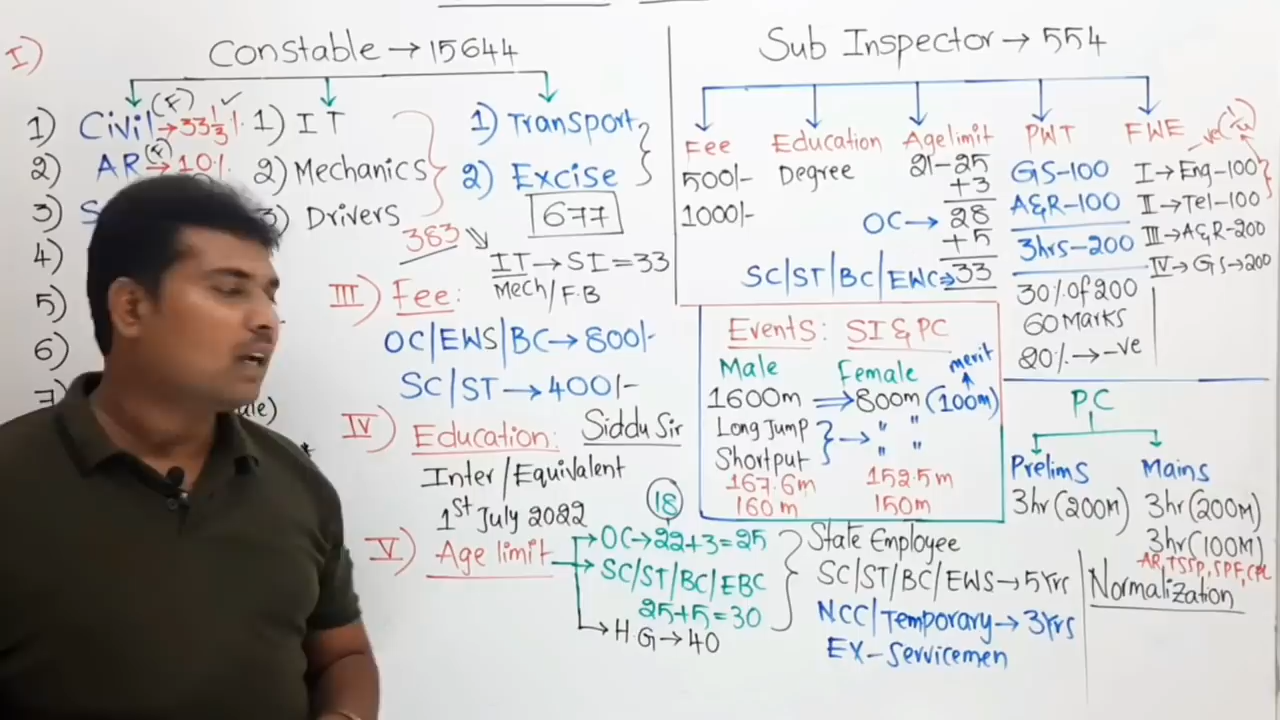 I) Constable → 15644
1) Civil (F) → 33 1/3 %. ✓
2) AR (F) → 10%
3) S
4)
5)
6)
7)
1) IT
2) Mechanics
3) Drivers
383
1) Transport
2) Excise
677
IT → SI = 33
Mech/F.B
III) Fee:
OC/EWS/BC → 800/-
SC/ST → 400/-
IV) Education: Siddu Sir
Inter/Equivalent
1st July 2022
V) Age limit
18
OC → 22+3=25
SC/ST/BC/EBC
25+5=30
H.G → 40
State Employee
SC/ST/BC/EWS → 5Yrs
NCC/Temporary → 3Yrs
EX-Servicemen
Sub Inspector → 554
Fee
500/-
1000/-
Education
Degree
Age limit
21-25
+3
OC → 28
+5
SC/ST/BC/EWC → 33
PWT
GS-100
A&R-100
3hrs-200
30%.of 200
60 Marks
20%. → -ve
FWE
-ve
I → Eng-100
II → Tel-100
III → A&R-200
IV → GS → 200
Events: SI & PC
Male Female merit
1600m ⇒ 800m (100m)
Long Jump → " "
Shortput " "
167.6m 152.5m
160m 150m
PC
Prelims Mains
3hr (200M) 3hr (200M)
3hr (100M)
AR, TSSP, SPF, CPL
Normalization